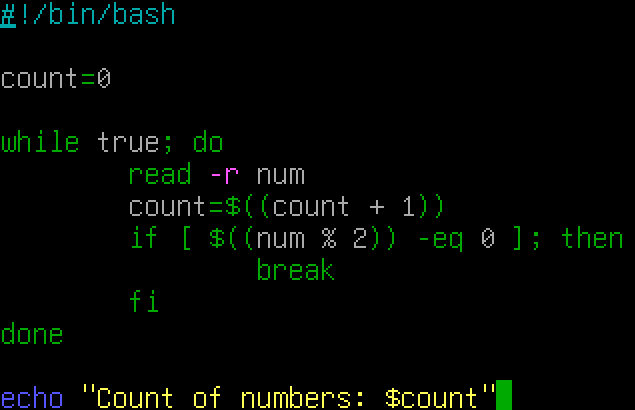 #!/bin/bash

count=0

while true; do
        read -r num
        count=$((count + 1))
        if [ $((num % 2)) -eq 0 ]; then
                break
        fi
done

echo "Count of numbers: $count"